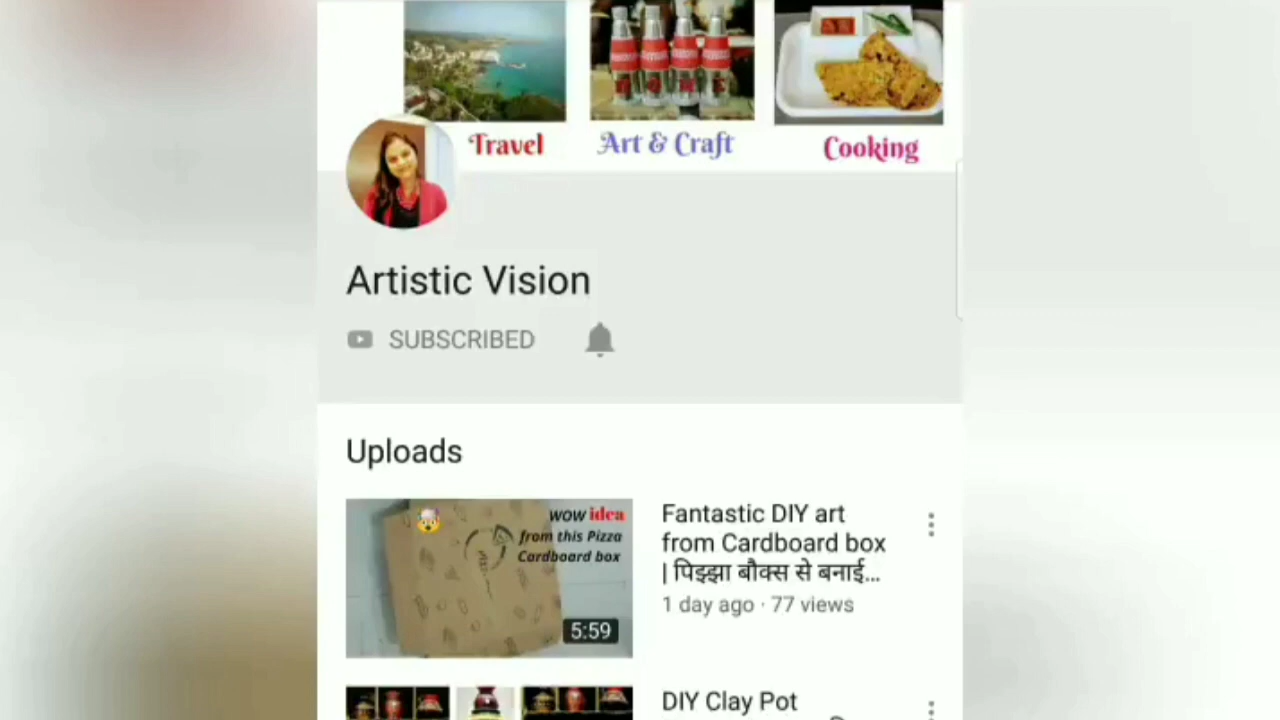 Travel
Art & Craft
Cooking
Artistic Vision
SUBSCRIBED
Uploads
wow idea
from this Pizza
Cardboard box
5:59
Fantastic DIY art
from Cardboard box
| पिझ्झा बौक्स से बनाई...
1 day ago · 77 views
DIY Clay Pot